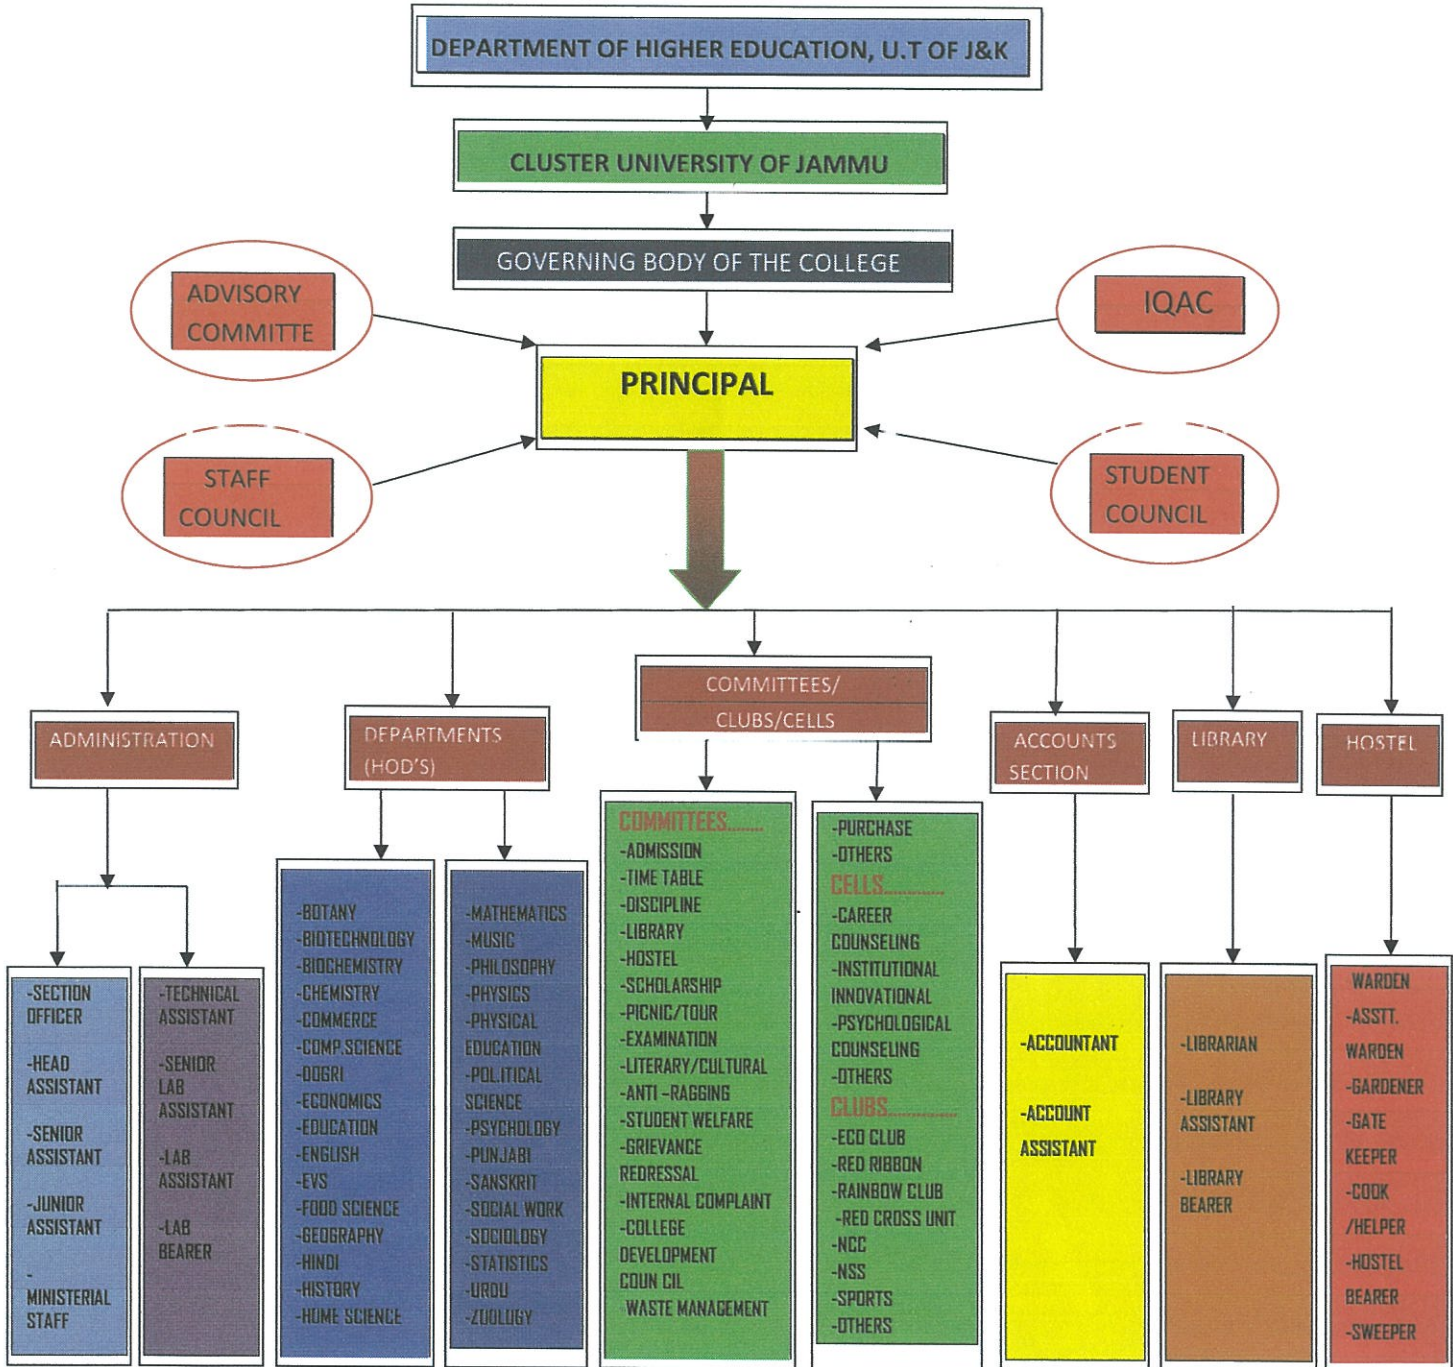 DEPARTMENT OF HIGHER EDUCATION, U.T OF J&K
CLUSTER UNIVERSITY OF JAMMU
GOVERNING BODY OF THE COLLEGE
ADVISORY
COMMITTE
IQAC
PRINCIPAL
STAFF
COUNCIL
STUDENT
COUNCIL
ADMINISTRATION
DEPARTMENTS
(HOD'S)
COMMITTEES/
CLUBS/CELLS
ACCOUNTS
SECTION
LIBRARY
HOSTEL
-SECTION
OFFICER
-HEAD
ASSISTANT
-SENIOR
ASSISTANT
-JUNIOR
ASSISTANT
-
MINISTERIAL
STAFF
-TECHNICAL
ASSISTANT
-SENIOR
LAB
ASSISTANT
-LAB
ASSISTANT
-LAB
BEARER
-BOTANY
-BIOTECHNOLOGY
-BIOCHEMISTRY
-CHEMISTRY
-COMMERCE
-COMP.SCIENCE
-DOGRI
-ECONOMICS
-EDUCATION
-ENGLISH
-EVS
-FOOD SCIENCE
-GEOGRAPHY
-HINDI
-HISTORY
-HOME SCIENCE
-MATHEMATICS
-MUSIC
-PHILOSOPHY
-PHYSICS
-PHYSICAL
EDUCATION
-POLITICAL
SCIENCE
-PSYCHOLOGY
-PUNJABI
-SANSKRIT
-SOCIAL WORK
-SOCIOLOGY
-STATISTICS
-URDU
-ZOOLOGY
COMMITTEES........
-ADMISSION
-TIME TABLE
-DISCIPLINE
-LIBRARY
-HOSTEL
-SCHOLARSHIP
-PICNIC/TOUR
-EXAMINATION
-LITERARY/CULTURAL
-ANTI –RAGGING
-STUDENT WELFARE
-GRIEVANCE
REDRESSAL
-INTERNAL COMPLAINT
-COLLEGE
DEVELOPMENT
COUN CIL
WASTE MANAGEMENT
-PURCHASE
-OTHERS
CELLS.............
-CAREER
COUNSELING
-INSTITUTIONAL
INNOVATIONAL
-PSYCHOLOGICAL
COUNSELING
-OTHERS
CLUBS..............
-ECO CLUB
-RED RIBBON
-RAINBOW CLUB
-RED CROSS UNIT
-NCC
-NSS
-SPORTS
-OTHERS
-ACCOUNTANT
-ACCOUNT
ASSISTANT
-LIBRARIAN
-LIBRARY
ASSISTANT
-LIBRARY
BEARER
WARDEN
-ASSTT.
WARDEN
-GARDENER
-GATE
KEEPER
-COOK
/HELPER
-HOSTEL
BEARER
-SWEEPER